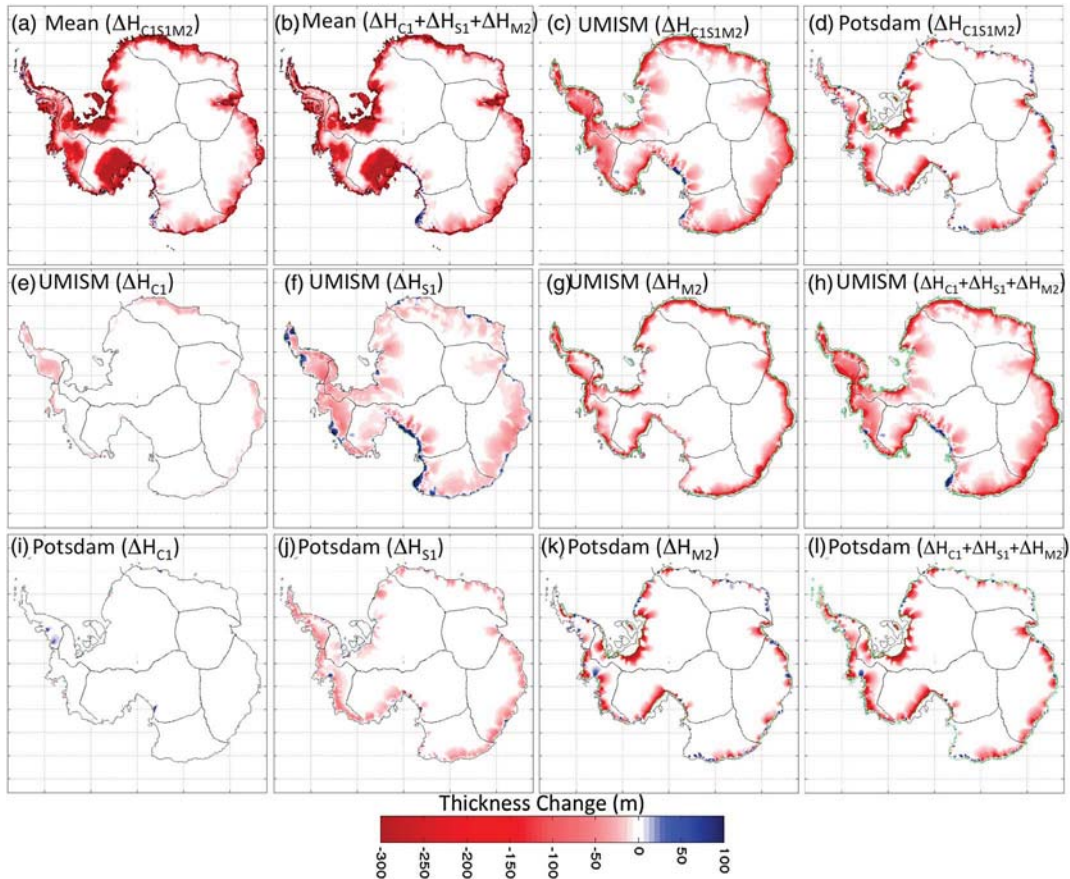 (a) Mean (ΔH_C1S1M2)
(b) Mean (ΔH_C1+ΔH_S1+ΔH_M2)
(c) UMISM (ΔH_C1S1M2)
(d) Potsdam (ΔH_C1S1M2)
(e) UMISM (ΔH_C1)
(f) UMISM (ΔH_S1)
(g) UMISM (ΔH_M2)
(h) UMISM (ΔH_C1+ΔH_S1+ΔH_M2)
(i) Potsdam (ΔH_C1)
(j) Potsdam (ΔH_S1)
(k) Potsdam (ΔH_M2)
(l) Potsdam (ΔH_C1+ΔH_S1+ΔH_M2)
Thickness Change (m)
-300 -250 -200 -150 -100 -50 0 50 100